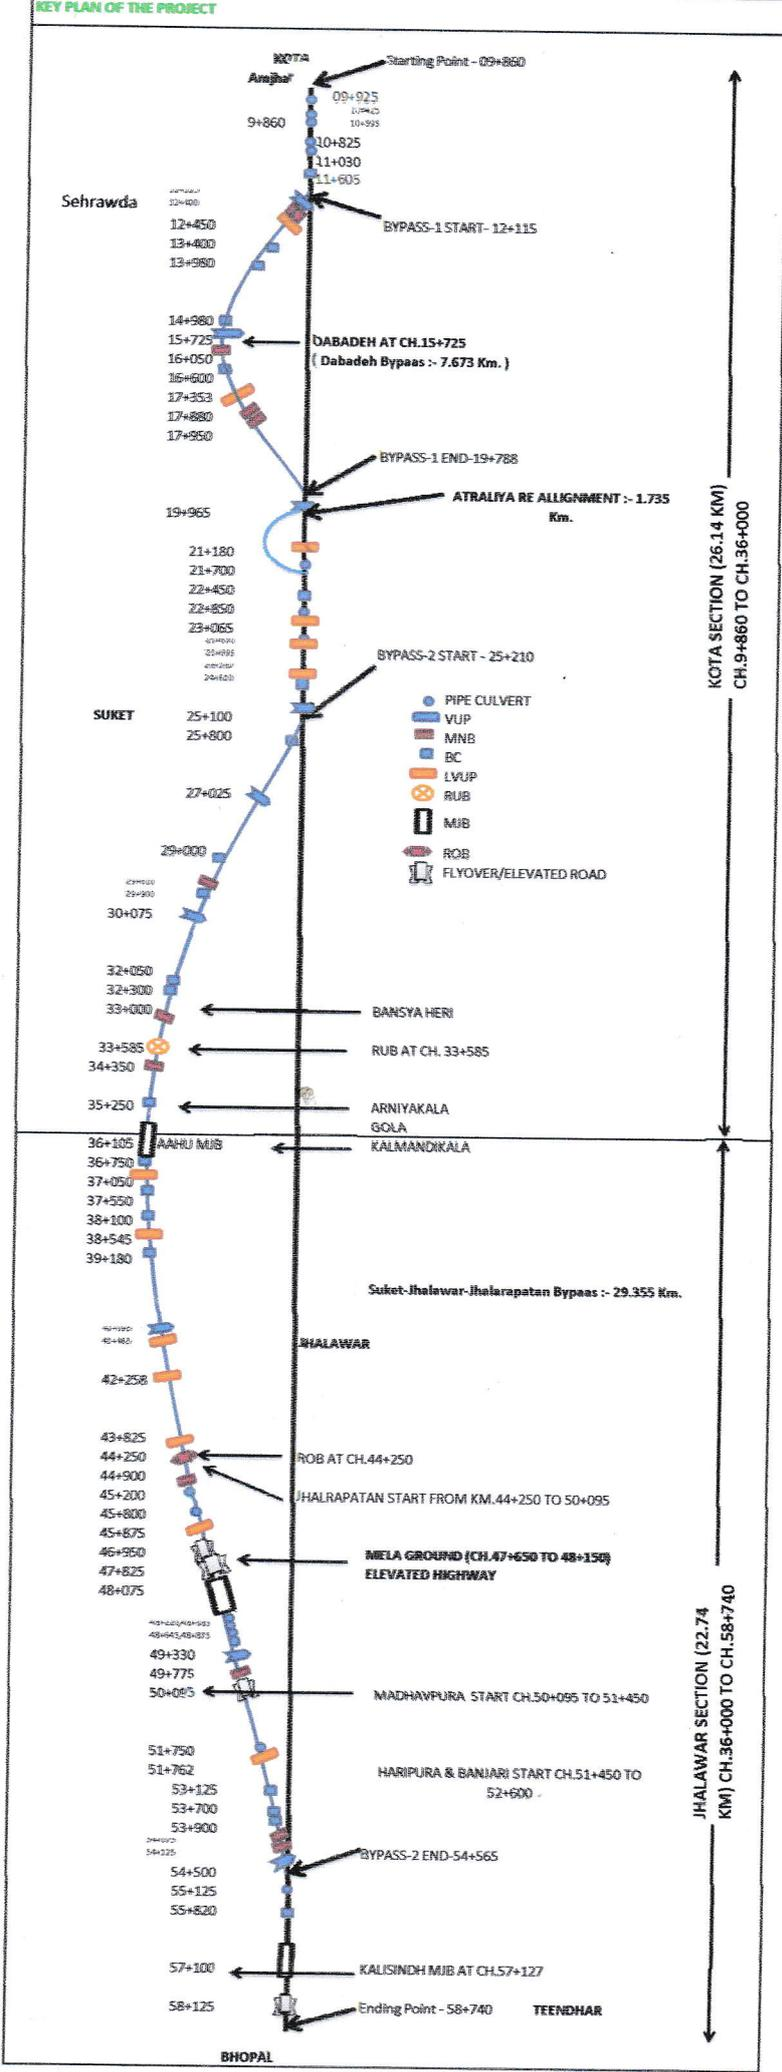 KEY PLAN OF THE PROJECT
KOTA
Starting Point - 09+860
09+925
9+860
10+825
11+030
11+605
Sehrawda
12+450
BYPASS-1 START- 12+115
13+400
13+980
14+980
15+725
DABADEH AT CH.15+725
16+050
( Dabadeh Bypaas :- 7.673 Km. )
16+600
17+353
17+880
17+950
BYPASS-1 END-19+788
ATRALIYA RE ALLIGNMENT :- 1.735
Km.
19+965
21+180
21+700
22+450
22+850
23+065
KOTA SECTION (26.14 KM)
CH.9+860 TO CH.36+000
BYPASS-2 START - 25+210
SUKET
25+100
25+800
PIPE CULVERT
VUP
MNB
BC
LVUP
RUB
MJB
ROB
FLYOVER/ELEVATED ROAD
27+025
29+000
30+075
32+050
32+300
33+000
BANSYA HERI
33+585
RUB AT CH. 33+585
34+350
35+250
ARNIYAKALA
GOLA
36+105
AAHU MJB
KALMANDIKALA
36+750
37+050
37+550
38+100
38+545
39+180
Suket-Jhalawar-Jhalarapatan Bypaas :- 29.355 Km.
JHALAWAR
42+258
43+825
44+250
ROB AT CH.44+250
44+900
45+200
JHALRAPATAN START FROM KM.44+250 TO 50+095
45+800
45+875
46+950
MELA GROUND (CH.47+650 TO 48+150)
47+825
ELEVATED HIGHWAY
48+075
JHALAWAR SECTION (22.74
KM) CH.36+000 TO CH.58+740
49+330
49+775
50+095
MADHAVPURA START CH.50+095 TO 51+450
51+750
51+762
HARIPURA & BANJARI START CH.51+450 TO
52+600
53+125
53+700
53+900
54+500
BYPASS-2 END-54+565
55+125
55+820
57+100
KALISINDH MJB AT CH.57+127
58+125
Ending Point - 58+740
TEENDHAR
BHOPAL